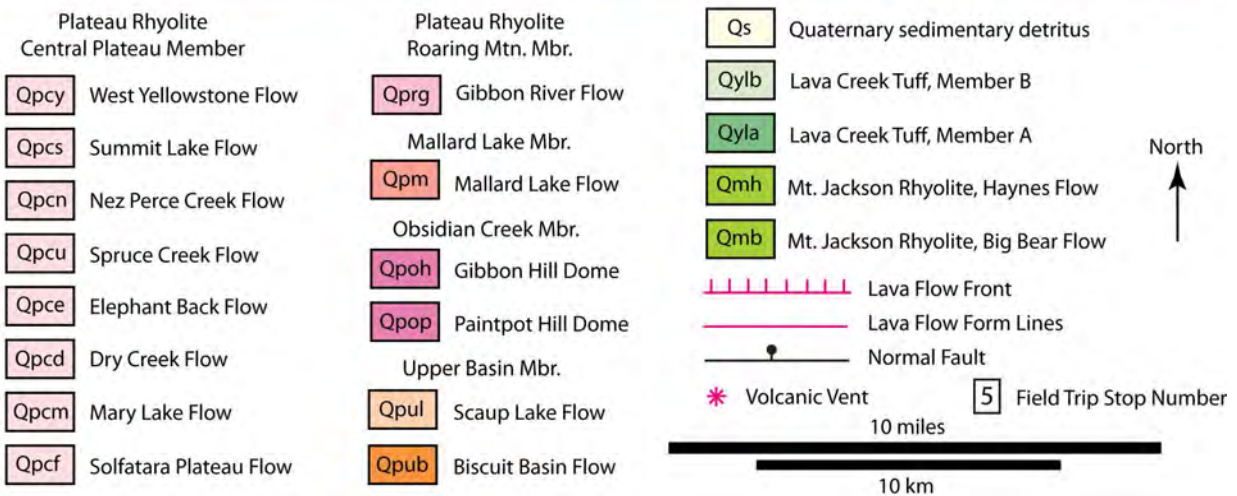 Plateau Rhyolite
Central Plateau Member
Qpcy West Yellowstone Flow
Qpcs Summit Lake Flow
Qpcn Nez Perce Creek Flow
Qpcu Spruce Creek Flow
Qpce Elephant Back Flow
Qpcd Dry Creek Flow
Qpcm Mary Lake Flow
Qpcf Solfatara Plateau Flow
Plateau Rhyolite
Roaring Mtn. Mbr.
Qprg Gibbon River Flow
Mallard Lake Mbr.
Qpm Mallard Lake Flow
Obsidian Creek Mbr.
Qpoh Gibbon Hill Dome
Qpop Paintpot Hill Dome
Upper Basin Mbr.
Qpul Scaup Lake Flow
Qpub Biscuit Basin Flow
Qs Quaternary sedimentary detritus
Qylb Lava Creek Tuff, Member B
Qyla Lava Creek Tuff, Member A
Qmh Mt. Jackson Rhyolite, Haynes Flow
Qmb Mt. Jackson Rhyolite, Big Bear Flow
Lava Flow Front
Lava Flow Form Lines
Normal Fault
Volcanic Vent
5 Field Trip Stop Number
10 miles
10 km
North